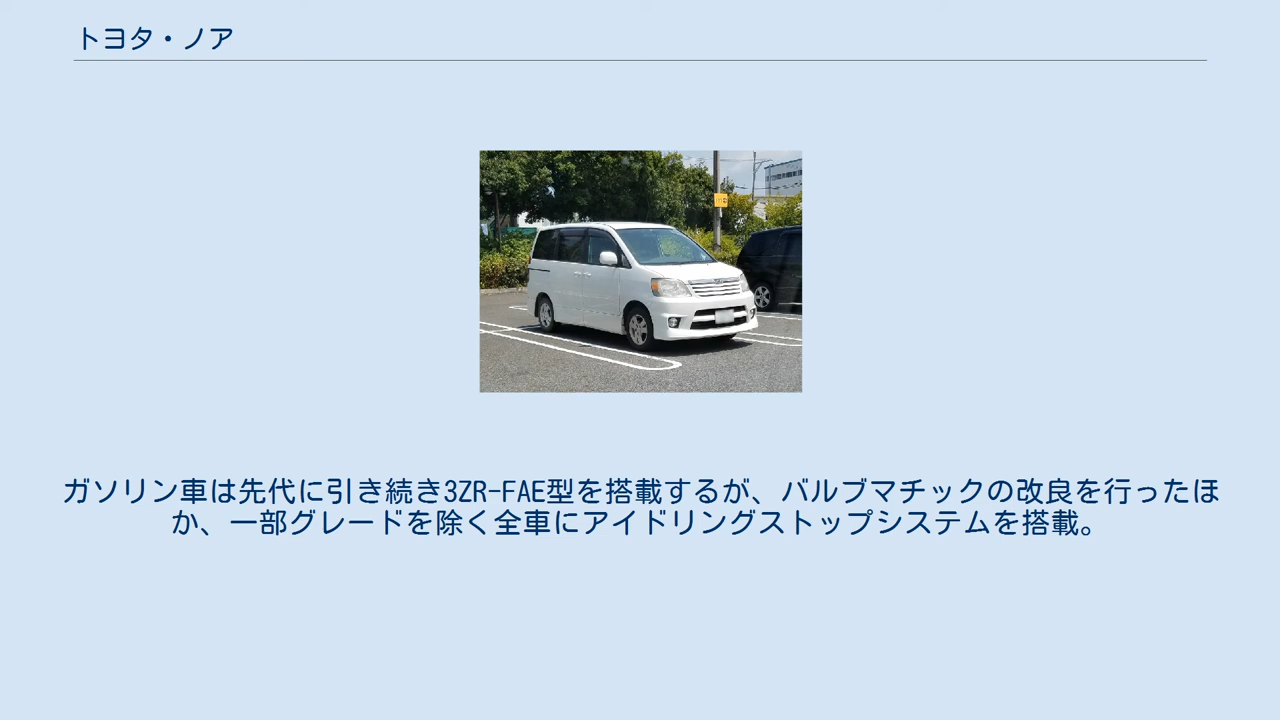 トヨタ・ノア
ガソリン車は先代に引き続き3ZR-FAE型を搭載するが、バルブマチックの改良を行ったほ
か、一部グレードを除く全車にアイドリングストップシステムを搭載。